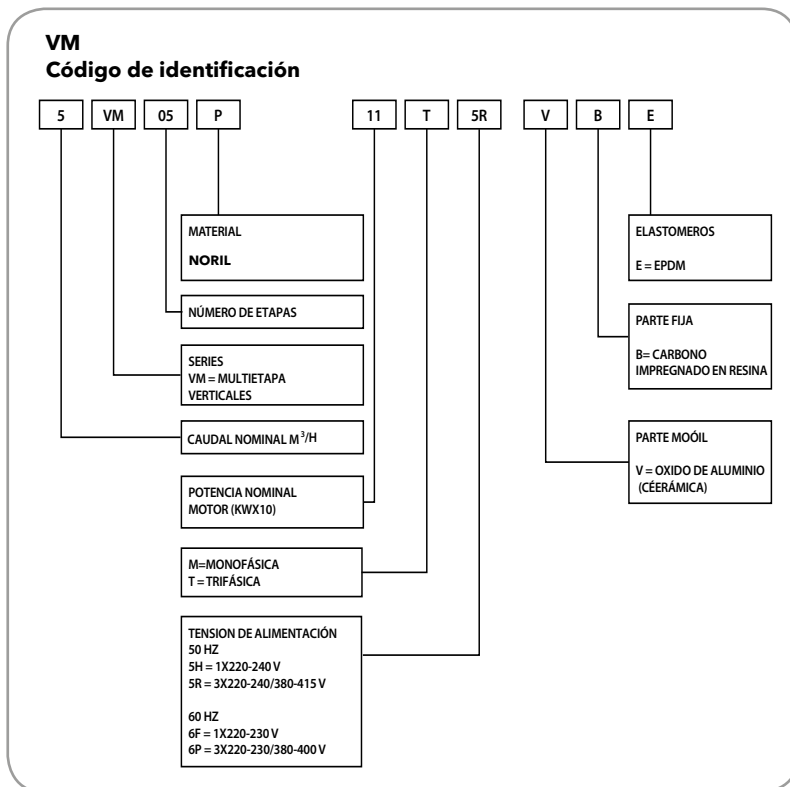 VM
Código de identificación
5 VM 05 P 11 T 5R V B E
MATERIAL
NORIL
NÚMERO DE ETAPAS
SERIES
VM = MULTIETAPA
VERTICALES
CAUDAL NOMINAL M³/H
POTENCIA NOMINAL
MOTOR (KWX10)
M=MONOFÁSICA
T = TRIFÁSICA
TENSION DE ALIMENTACIÓN
50 HZ
5H = 1X220-240 V
5R = 3X220-240/380-415 V
60 HZ
6F = 1X220-230 V
6P = 3X220-230/380-400 V
ELASTOMEROS
E = EPDM
PARTE FIJA
B= CARBONO
IMPREGNADO EN RESINA
PARTE MOÓIL
V = OXIDO DE ALUMINIO
(CÉERÁMICA)